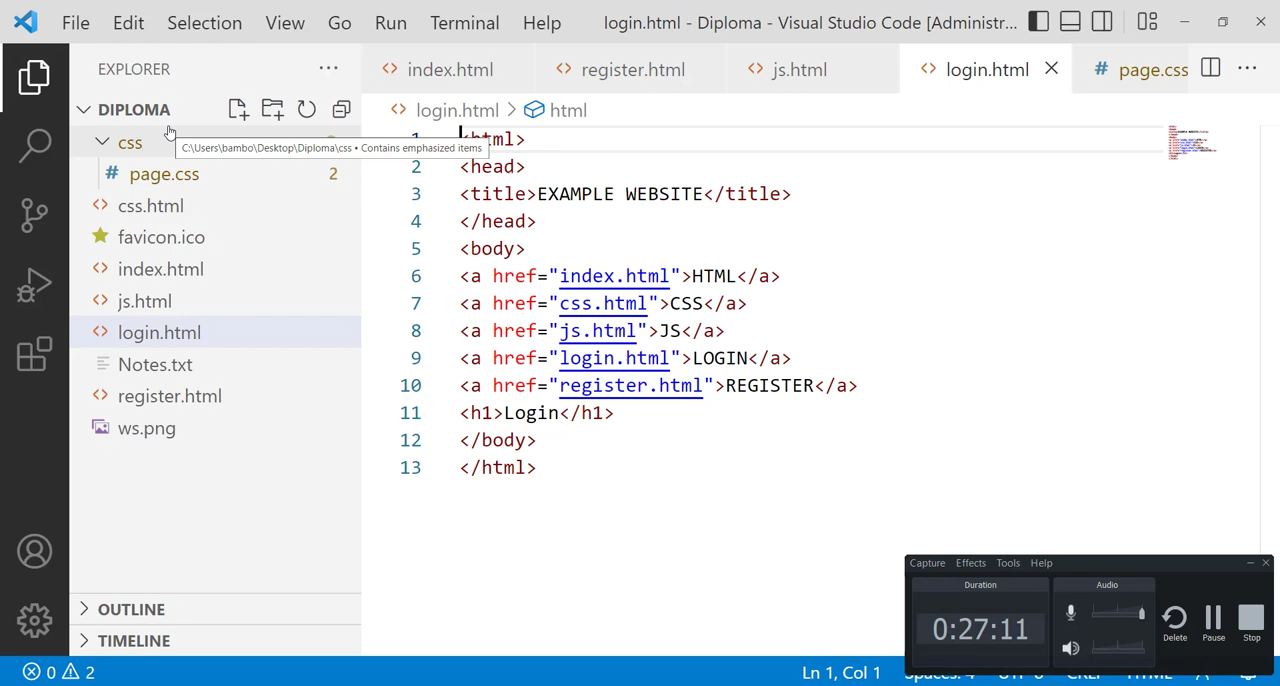 File Edit Selection View Go Run Terminal Help login.html - Diploma - Visual Studio Code [Administr...
EXPLORER
index.html
register.html
js.html
login.html
# page.css
DIPLOMA
login.html > html
css
C:\Users\bambo\Desktop\Diploma\css • Contains emphasized items
# page.css 2
css.html
favicon.ico
index.html
js.html
login.html
Notes.txt
register.html
ws.png
OUTLINE
TIMELINE
tml>
2 <head>
3 <title>EXAMPLE WEBSITE</title>
4 </head>
5 <body>
6 <a href="index.html">HTML</a>
7 <a href="css.html">CSS</a>
8 <a href="js.html">JS</a>
9 <a href="login.html">LOGIN</a>
10 <a href="register.html">REGISTER</a>
11 <h1>Login</h1>
12 </body>
13 </html>
Capture Effects Tools Help
Duration
0:27:11
Audio
Delete
Pause
Stop
0 2
Ln 1, Col 1